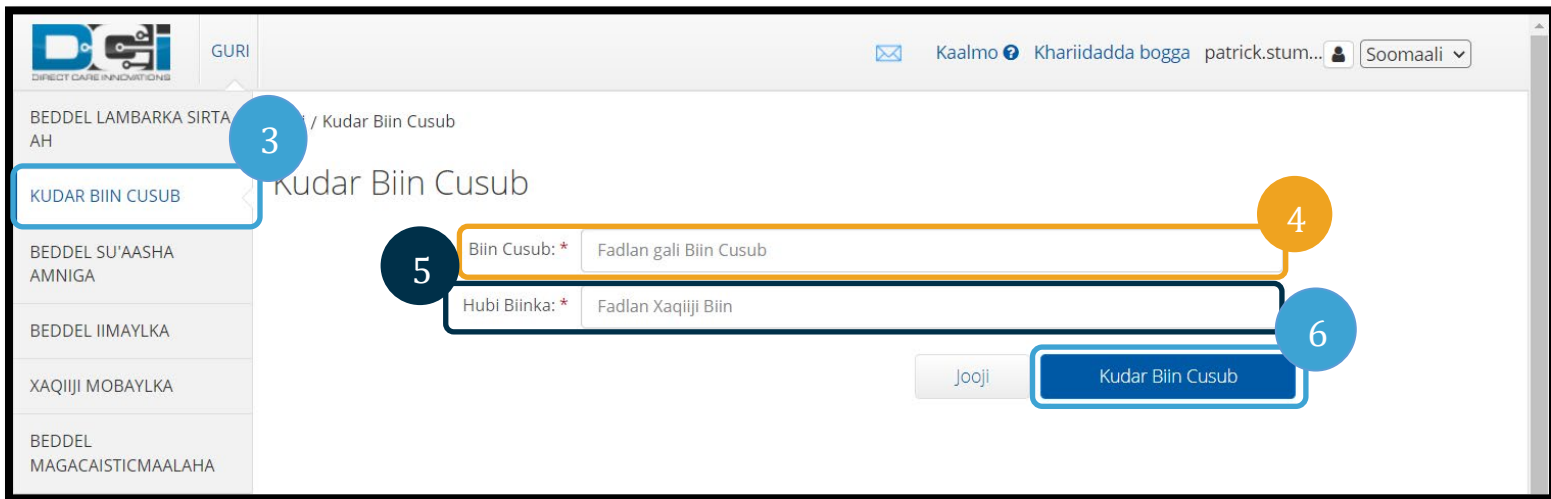 DCI
DIRECT CARE INNOVATIONS
GURI
Kaalmo ? Khariidadda bogga patrick.stum... Soomaali
BEDDEL LAMBARKA SIRTA AH
3
/ Kudar Biin Cusub
KUDAR BIIN CUSUB
Kudar Biin Cusub
4
BEDDEL SU'AASHA AMNIGA
Biin Cusub: * Fadlan gali Biin Cusub
5
Hubi Biinka: * Fadlan Xaqiiji Biin
BEDDEL IIMAYLKA
6
XAQIIJI MOBAYLKA
Jooji Kudar Biin Cusub
BEDDEL
MAGACAISTICMAALAHA